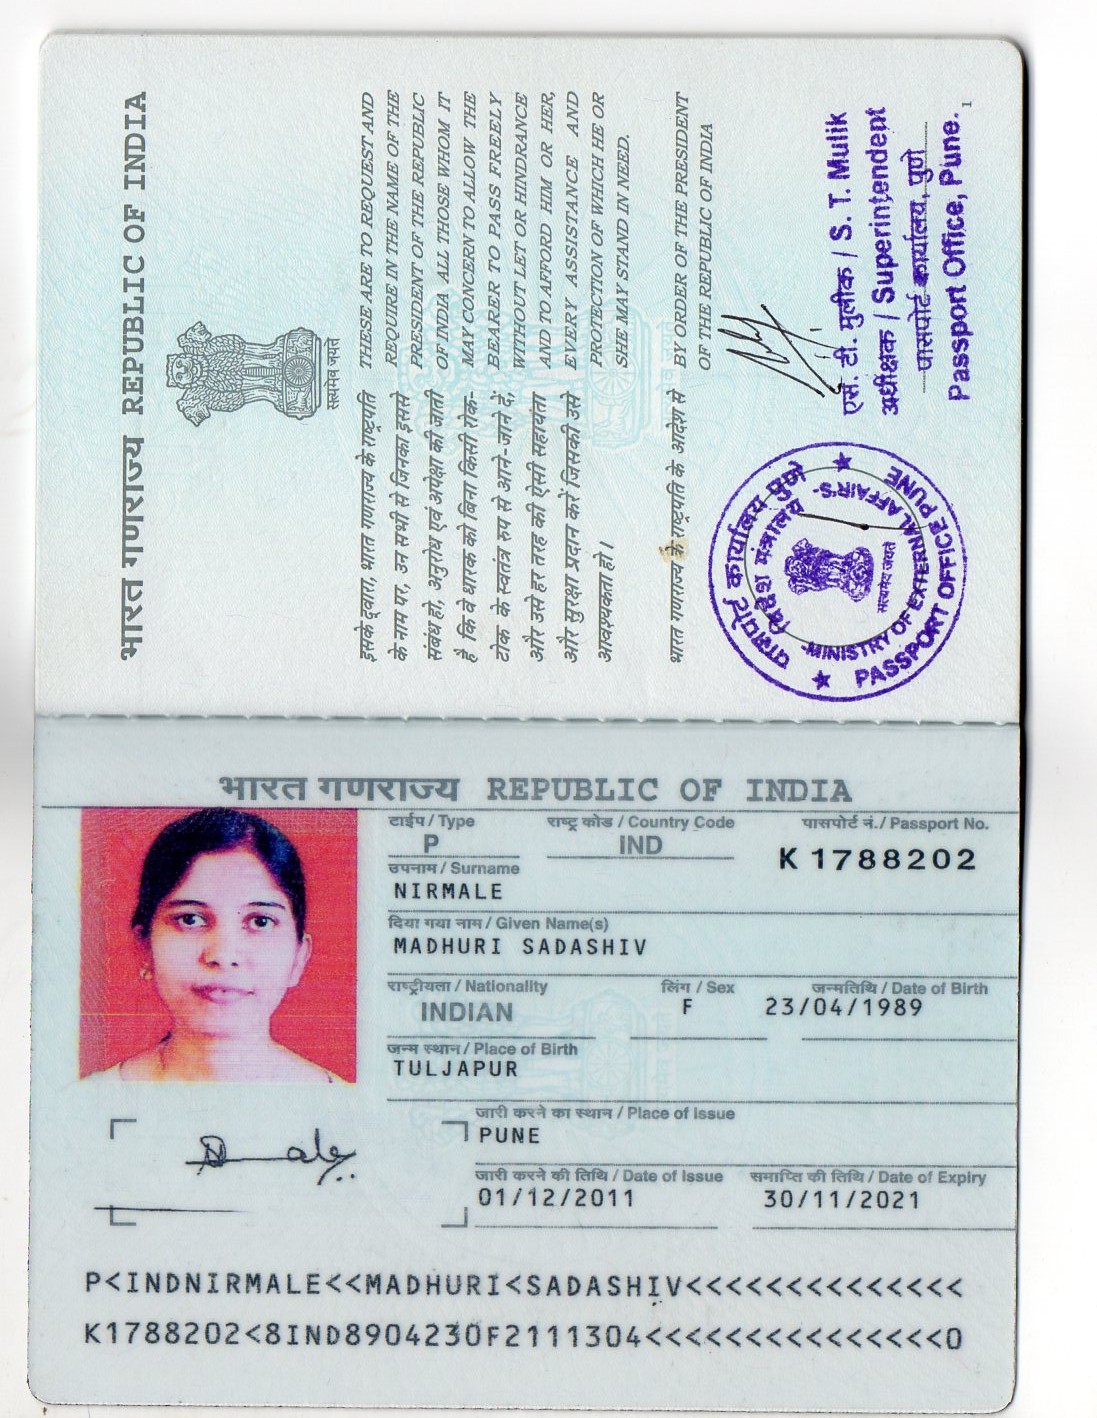 भारत गणराज्य REPUBLIC OF INDIA
सत्यमेव जयते
इसके द्वारा, भारत गणराज्य के राष्ट्रपति
के नाम पर, उन सभी से जिनका इससे
संबंध हो, अनुरोध एवं अपेक्षा की जाती
है कि वे धारक को बिना किसी रोक-
टोक के स्वतंत्र रुप से आने-जाने दें,
और उसे हर तरह की ऐसी सहायता
और सुरक्षा प्रदान करें जिसकी उसे
आवश्यकता हो।
THESE ARE TO REQUEST AND
REQUIRE IN THE NAME OF THE
PRESIDENT OF THE REPUBLIC
OF INDIA ALL THOSE WHOM IT
MAY CONCERN TO ALLOW THE
BEARER TO PASS FREELY
WITHOUT LET OR HINDRANCE
AND TO AFFORD HIM OR HER,
EVERY ASSISTANCE AND
PROTECTION OF WHICH HE OR
SHE MAY STAND IN NEED.
भारत गणराज्य के राष्ट्रपति के आदेश से
BY ORDER OF THE PRESIDENT
OF THE REPUBLIC OF INDIA
पासपोर्ट कार्यालय पुणे
विदेश मंत्रालय
सत्यमेव जयते
MINISTRY OF EXTERNAL AFFAIR'S
PASSPORT OFFICE PUNE
एस. टी. मुलीक / S. T. Mulik
अधीक्षक / Superintendent
पासपोर्ट कार्यालय, पुणे
Passport Office, Pune.
1
भारत गणराज्य REPUBLIC OF INDIA
टाईप / Type राष्ट्र कोड / Country Code पासपोर्ट नं. / Passport No.
P IND K 1788202
उपनाम / Surname
NIRMALE
दिया गया नाम / Given Name(s)
MADHURI SADASHIV
राष्ट्रीयता / Nationality लिंग / Sex जन्मतिथि / Date of Birth
INDIAN F 23/04/1989
जन्म स्थान / Place of Birth
TULJAPUR
जारी करने का स्थान / Place of Issue
PUNE
जारी करने की तिथि / Date of Issue समाप्ति की तिथि / Date of Expiry
01/12/2011 30/11/2021
P<INDNIRMALE<<MADHURI<SADASHIV<<<<<<<<<<<<<<
K1788202<8IND8904230F2111304<<<<<<<<<<<<<<<0